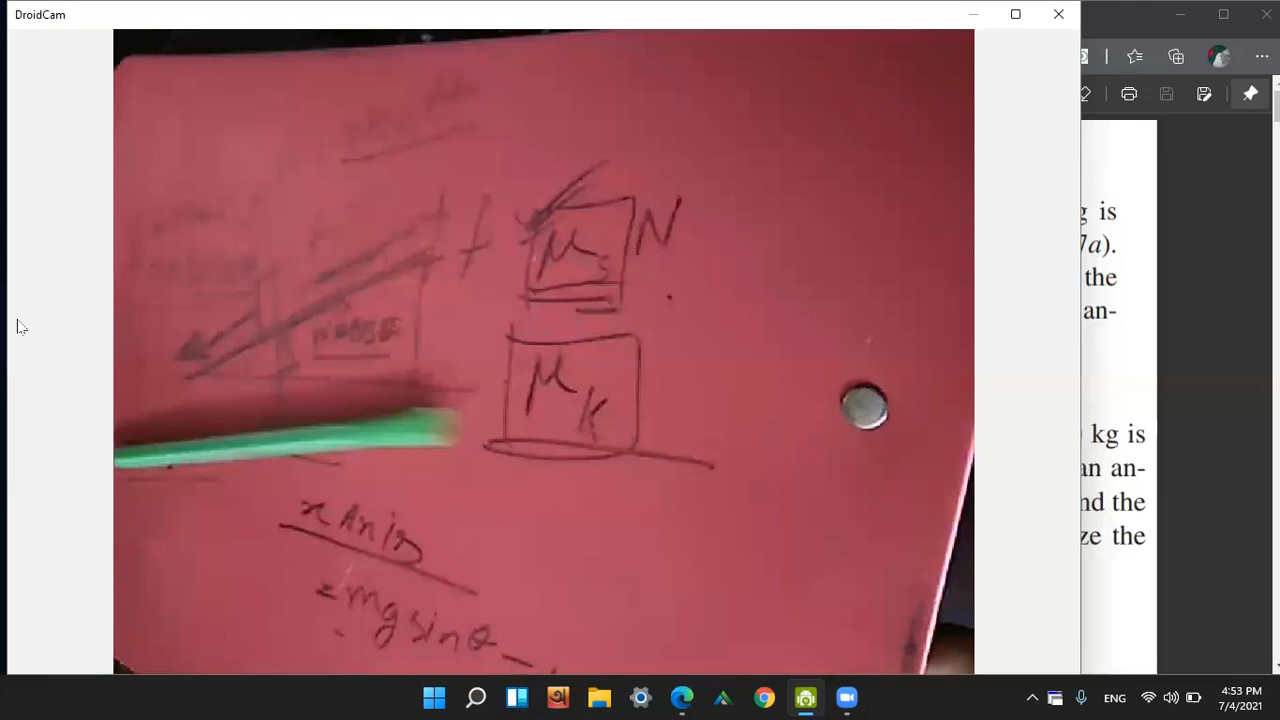 DroidCam
μs N
μk
x Axis
= mg sin θ -
g is
7a).
the
an-
kg is
an an-
nd the
ze the
ENG
4:53 PM
7/4/2021